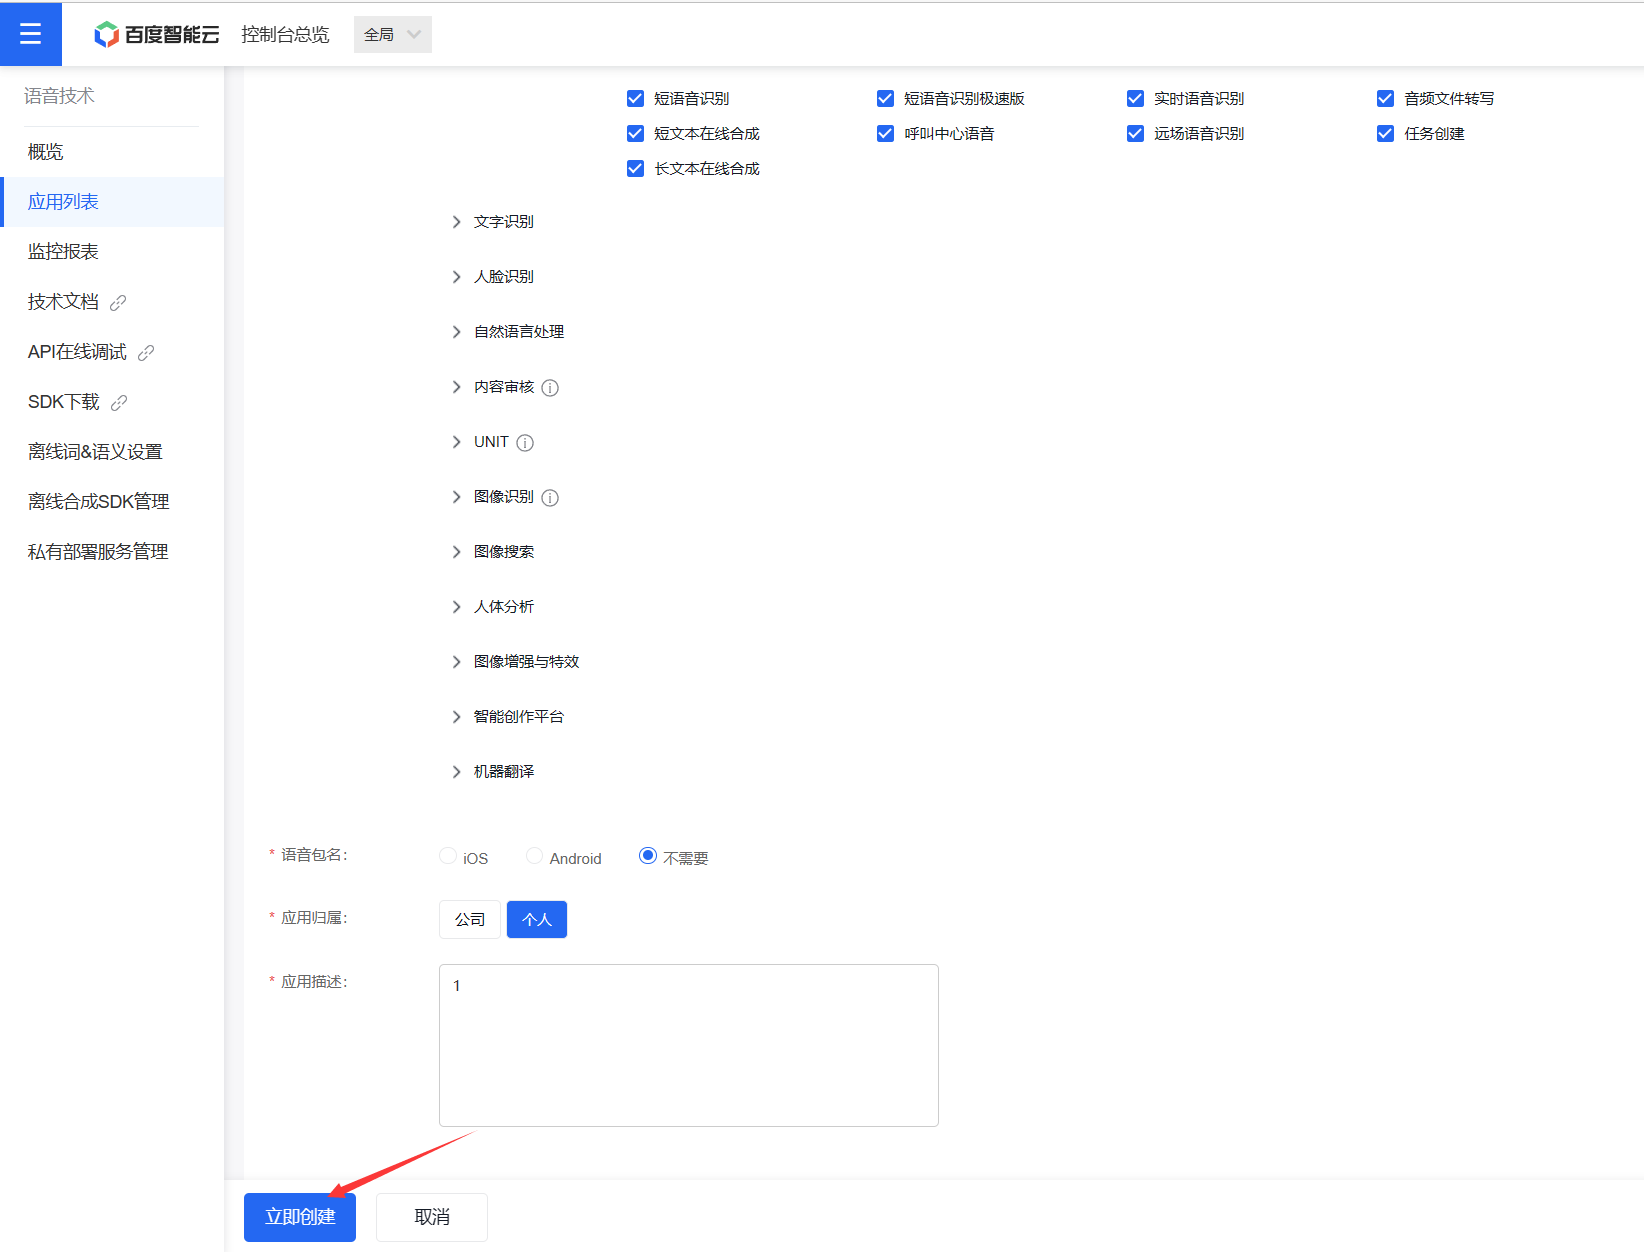 百度智能云 控制台总览 全局
语音技术
概览
应用列表
监控报表
技术文档
API在线调试
SDK下载
离线词&语义设置
离线合成SDK管理
私有部署服务管理
短语音识别 短语音识别极速版 实时语音识别 音频文件转写
短文本在线合成 呼叫中心语音 远场语音识别 任务创建
长文本在线合成
文字识别
人脸识别
自然语言处理
内容审核
UNIT
图像识别
图像搜索
人体分析
图像增强与特效
智能创作平台
机器翻译
* 语音包名： iOS Android 不需要
* 应用归属： 公司 个人
* 应用描述： 1
立即创建 取消